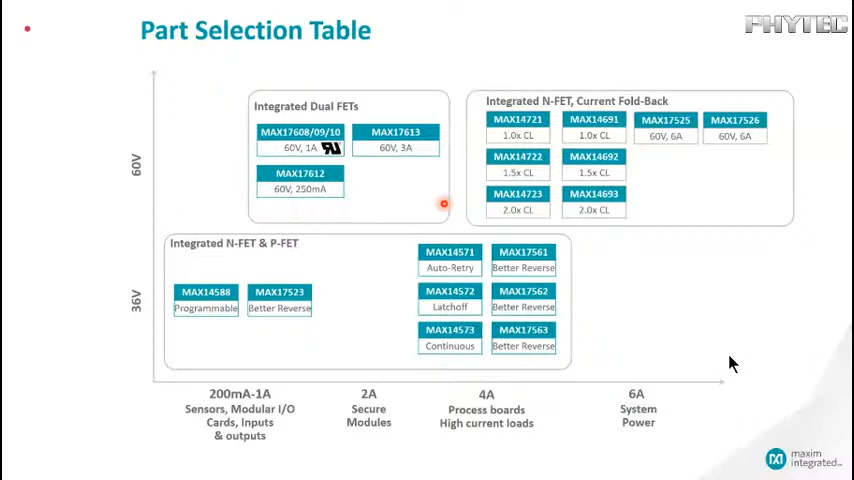 PHYTEC
Part Selection Table
60V
Integrated Dual FETs
MAX17608/09/10
60V, 1A
MAX17613
60V, 3A
MAX17612
60V, 250mA
Integrated N-FET, Current Fold-Back
MAX14721
1.0x CL
MAX14691
1.0x CL
MAX17525
60V, 6A
MAX17526
60V, 6A
MAX14722
1.5x CL
MAX14692
1.5x CL
MAX14723
2.0x CL
MAX14693
2.0x CL
36V
Integrated N-FET & P-FET
MAX14588
Programmable
MAX17523
Better Reverse
MAX14571
Auto-Retry
MAX17561
Better Reverse
MAX14572
Latchoff
MAX17562
Better Reverse
MAX14573
Continuous
MAX17563
Better Reverse
200mA-1A
Sensors, Modular I/O
Cards, Inputs
& outputs
2A
Secure
Modules
4A
Process boards
High current loads
6A
System
Power
maxim
integrated™